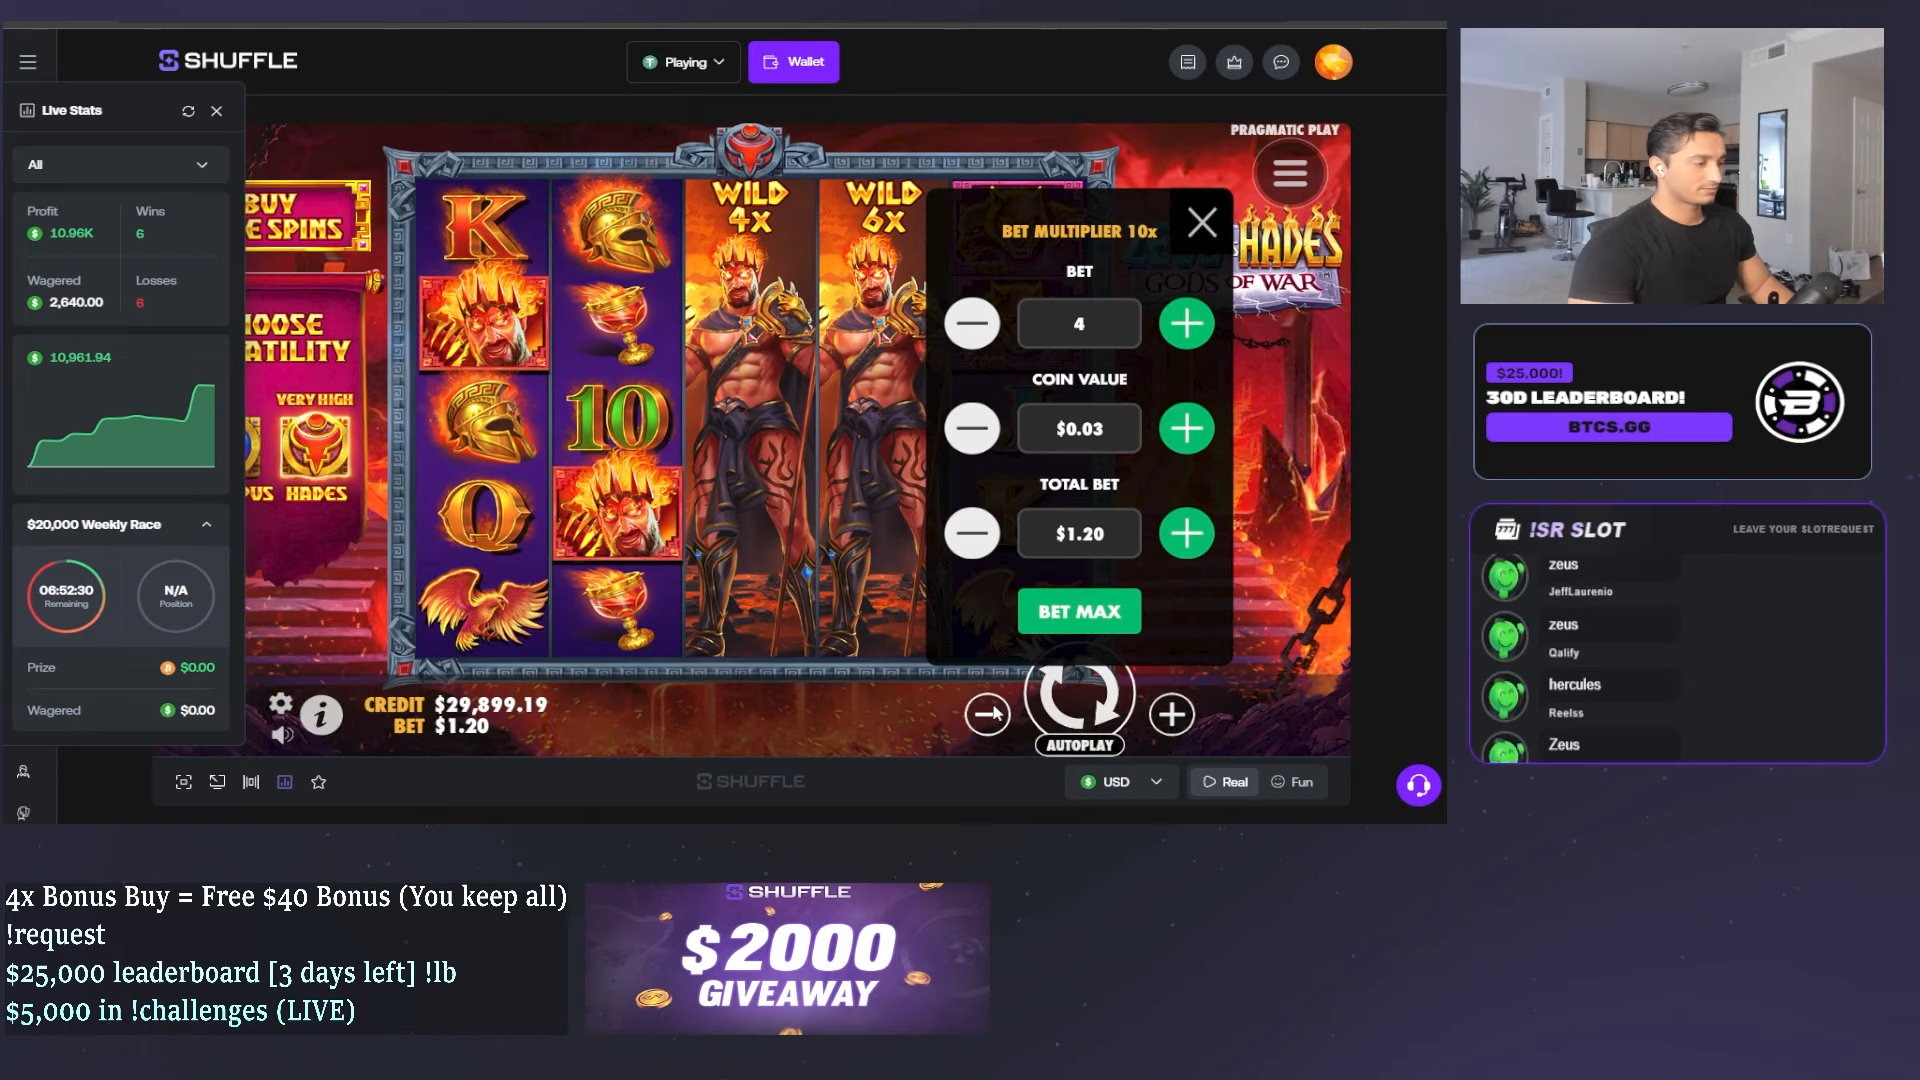 SHUFFLE
Playing
Wallet
Live Stats
All
Profit
10.96K
Wins
6
Wagered
2,640.00
Losses
6
10,961.94
$20,000 Weekly Race
06:52:30
Remaining
N/A
Position
Prize
$0.00
Wagered
$0.00
BUY
E SPINS
OOSE
ATILITY
VERY HIGH
US HADES
PRAGMATIC PLAY
K
WILD
4X
WILD
6X
10
Q
HADES
GODS OF WAR
BET MULTIPLIER 10x
BET
4
COIN VALUE
$0.03
TOTAL BET
$1.20
BET MAX
CREDIT $29,899.19
BET $1.20
AUTOPLAY
SHUFFLE
USD
Real
Fun
$25,000!
30D LEADERBOARD!
BTCS.GG
B
777
!SR SLOT
LEAVE YOUR SLOTREQUEST
zeus
JeffLaurenio
zeus
Qalify
hercules
Reelss
Zeus
4x Bonus Buy = Free $40 Bonus (You keep all)
!request
$25,000 leaderboard [3 days left] !lb
$5,000 in !challenges (LIVE)
SHUFFLE
$2000
GIVEAWAY